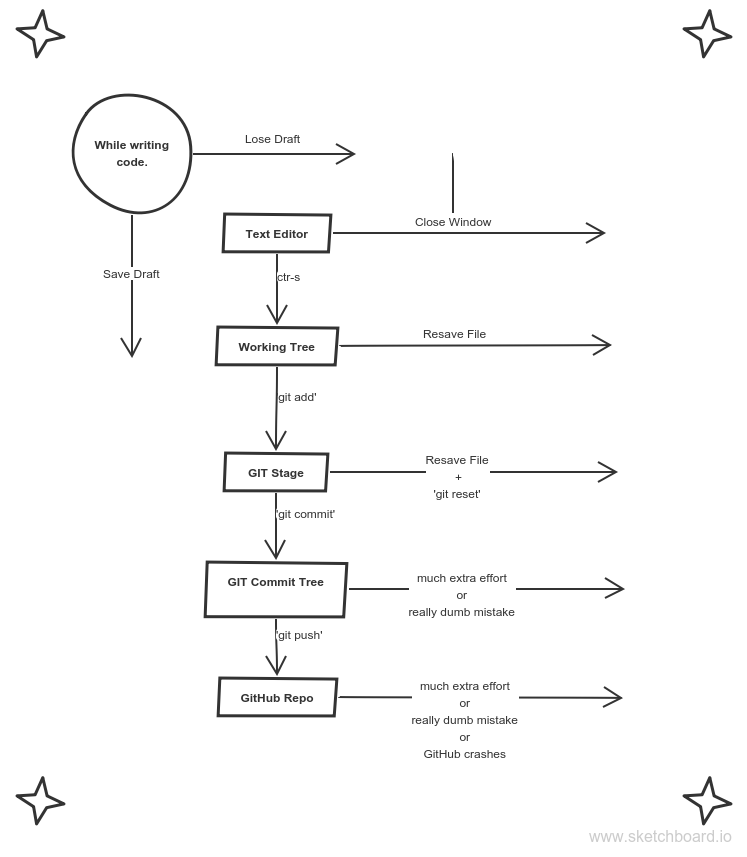 While writing
code.
Lose Draft
Save Draft
Text Editor
Close Window
ctr-s
Working Tree
Resave File
'git add'
GIT Stage
Resave File
+
'git reset'
'git commit'
GIT Commit Tree
much extra effort
or
really dumb mistake
'git push'
GitHub Repo
much extra effort
or
really dumb mistake
or
GitHub crashes
www.sketchboard.io